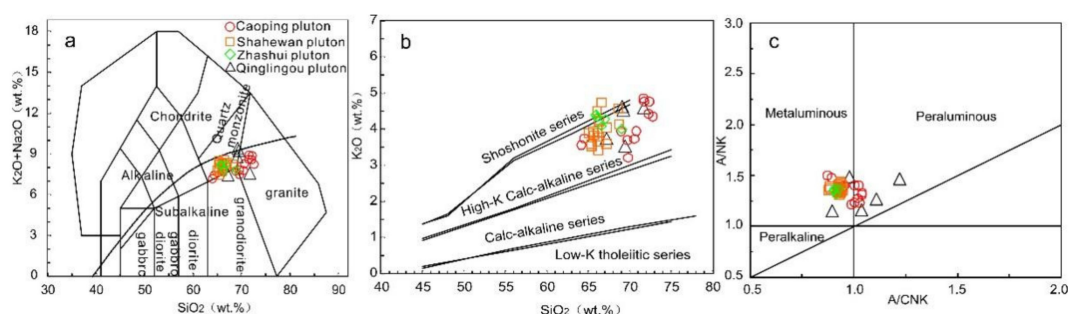 a
Caoping pluton
Shahewan pluton
Zhashui pluton
Qinglingou pluton
18
15
12
9
6
3
0
K2O+Na2O (wt.%)
Chondrite
Quartz monzonite
Alkaline
Subalkaline
granite
gabbro
gabbro diorite
diorite
granodiorite
30 41 50 60 70 80 91
SiO2 (wt.%)
b
7
6
5
4
3
2
1
0
K2O (wt.%)
Shoshonite series
High-K Calc-alkaline series
Calc-alkaline series
Low-K tholeiitic series
40 45 50 55 60 65 70 75 78
SiO2 (wt.%)
c
3.0
2.5
2.0
1.5
1.0
0.5
A/NK
Metaluminous
Peraluminous
Peralkaline
0.5 1.0 1.5 2.0
A/CNK